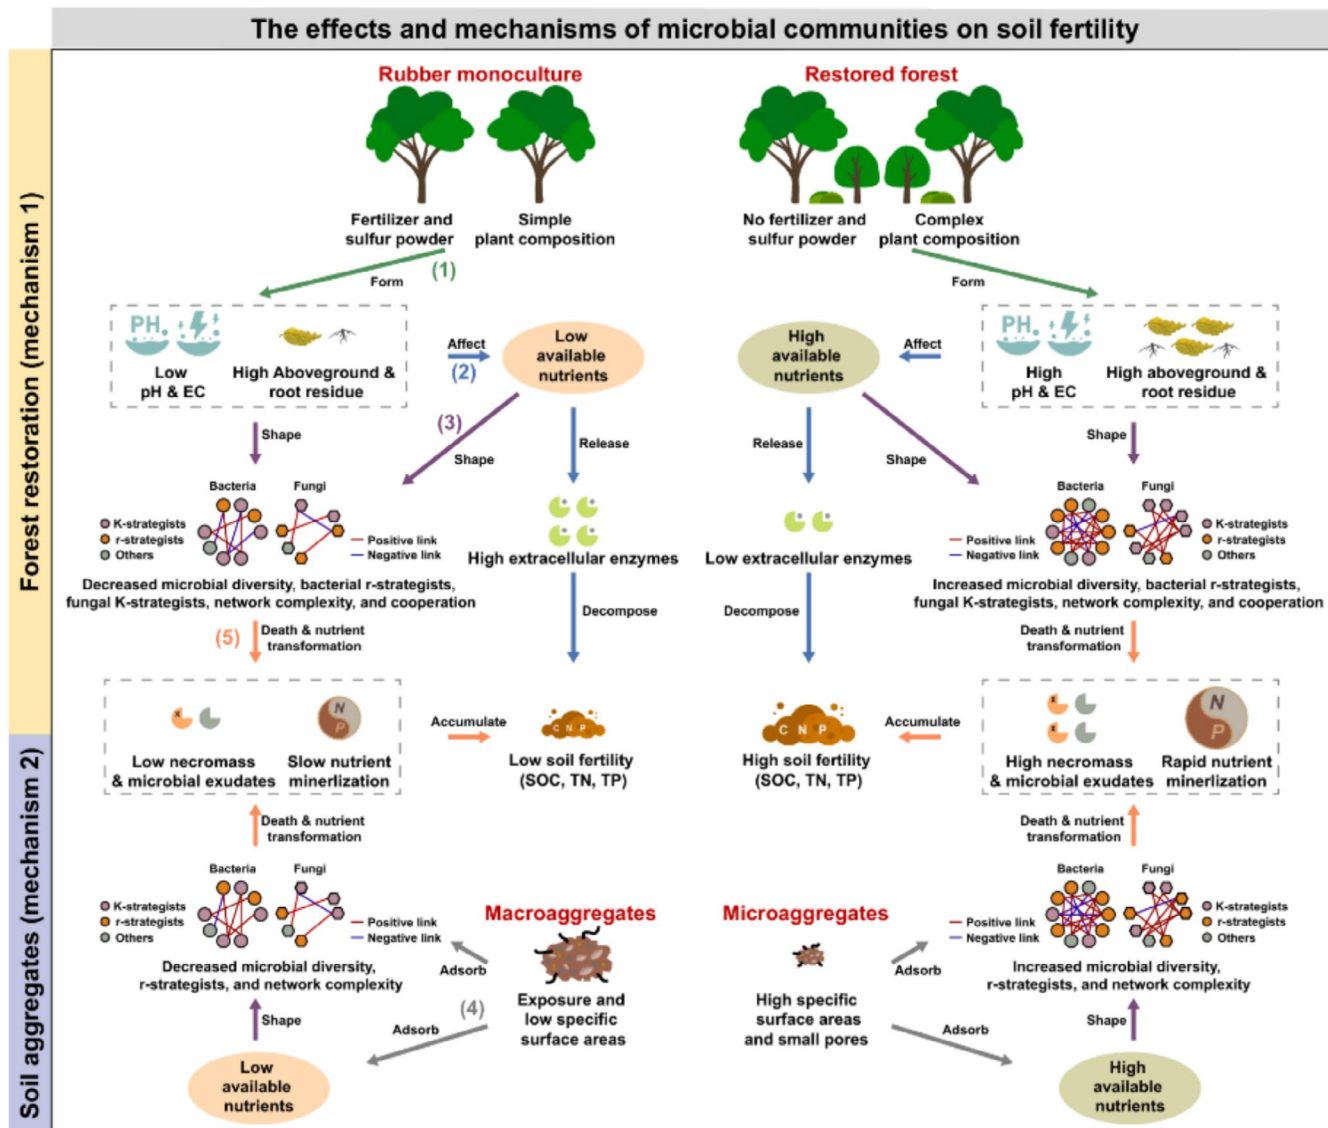 The effects and mechanisms of microbial communities on soil fertility
Forest restoration (mechanism 1)
Rubber monoculture
Restored forest
Fertilizer and
sulfur powder
Simple
plant composition
No fertilizer and
sulfur powder
Complex
plant composition
(1)
Form
Form
PH
Low
pH & EC
High Aboveground &
root residue
Affect
(2)
Low
available
nutrients
High
available
nutrients
Affect
PH
High
pH & EC
High aboveground &
root residue
Shape
(3)
Shape
Release
Release
Shape
Shape
Bacteria
Fungi
K-strategists
r-strategists
Others
Positive link
Negative link
High extracellular enzymes
Low extracellular enzymes
Bacteria
Fungi
Positive link
Negative link
K-strategists
r-strategists
Others
Decreased microbial diversity, bacterial r-strategists,
fungal K-strategists, network complexity, and cooperation
Decompose
Decompose
Increased microbial diversity, bacterial r-strategists,
fungal K-strategists, network complexity, and cooperation
(5)
Death & nutrient
transformation
Death & nutrient
transformation
x
N
P
Low necromass
& microbial exudates
Slow nutrient
minerlization
Accumulate
C N P
Low soil fertility
(SOC, TN, TP)
C N P
High soil fertility
(SOC, TN, TP)
Accumulate
x
x
N
P
High necromass
& microbial exudates
Rapid nutrient
minerlization
Soil aggregates (mechanism 2)
Death & nutrient
transformation
Death & nutrient
transformation
Bacteria
Fungi
K-strategists
r-strategists
Others
Positive link
Negative link
Macroaggregates
Microaggregates
Bacteria
Fungi
Positive link
Negative link
K-strategists
r-strategists
Others
Decreased microbial diversity,
r-strategists, and network complexity
Adsorb
Adsorb
Increased microbial diversity,
r-strategists, and network complexity
Shape
Adsorb
(4)
Exposure and
low specific
surface areas
High specific
surface areas
and small pores
Adsorb
Shape
Low
available
nutrients
High
available
nutrients